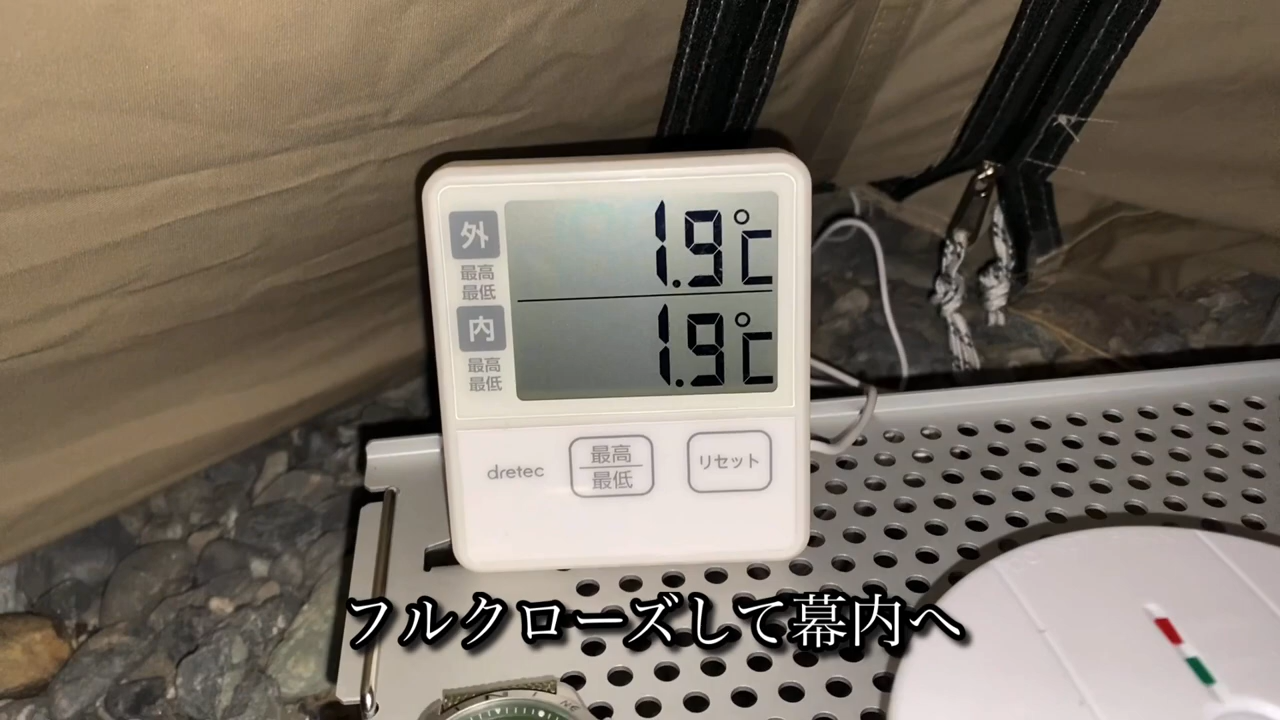 外
最高
最低
1.9℃
内
最高
最低
1.9℃
dretec
最高
最低
リセット
フルクローズして幕内へ